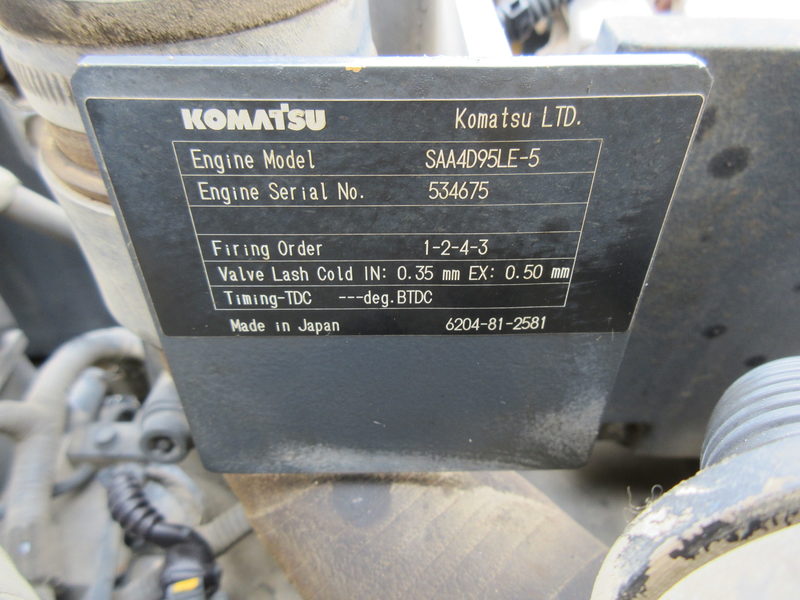 KOMATSU Komatsu LTD.
Engine Model SAA4D95LE-5
Engine Serial No. 534675
Firing Order 1-2-4-3
Valve Lash Cold IN: 0.35 mm EX: 0.50 mm
Timing-TDC ---deg.BTDC
Made in Japan 6204-81-2581